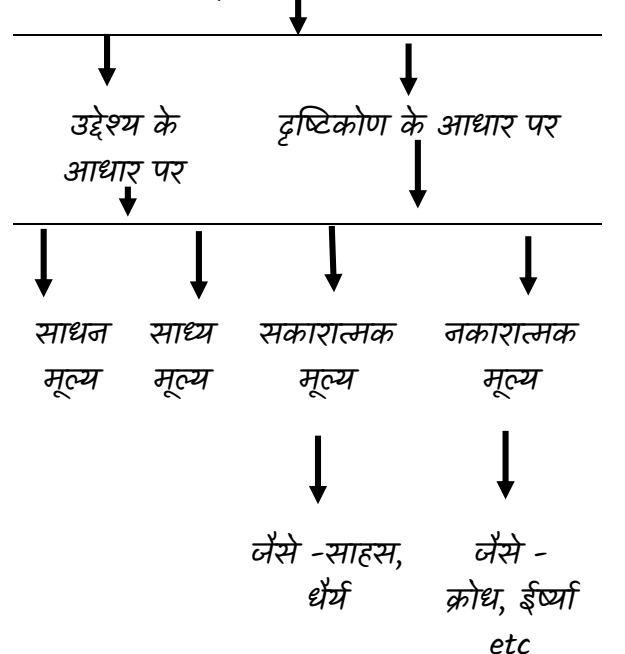 उद्देश्य के
आधार पर
दृष्टिकोण के आधार पर
साधन
मूल्य
साध्य
मूल्य
सकारात्मक
मूल्य
नकारात्मक
मूल्य
जैसे -साहस,
धैर्य
जैसे -
क्रोध, ईर्ष्या
etc